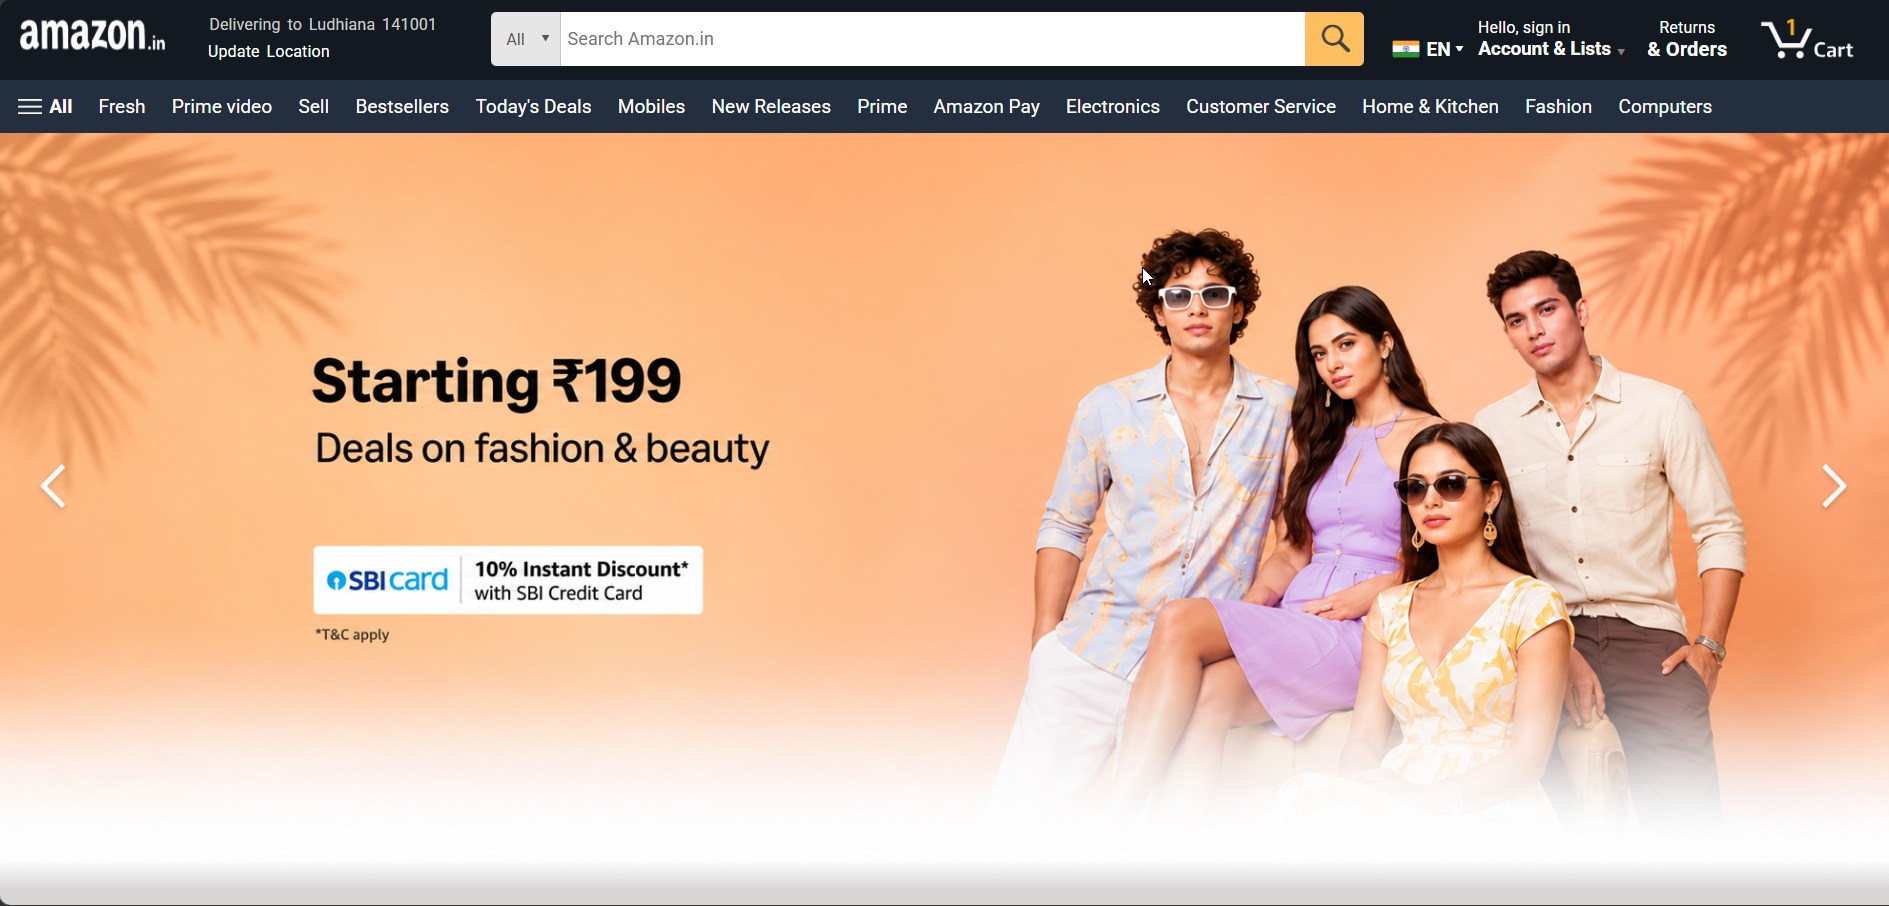 amazon.in
Delivering to Ludhiana 141001
Update Location
All
Search Amazon.in
EN
Hello, sign in
Account & Lists
Returns
& Orders
1
Cart
All Fresh Prime video Sell Bestsellers Today's Deals Mobiles New Releases Prime Amazon Pay Electronics Customer Service Home & Kitchen Fashion Computers
Starting ₹199
Deals on fashion & beauty
SBI card
10% Instant Discount*
with SBI Credit Card
*T&C apply